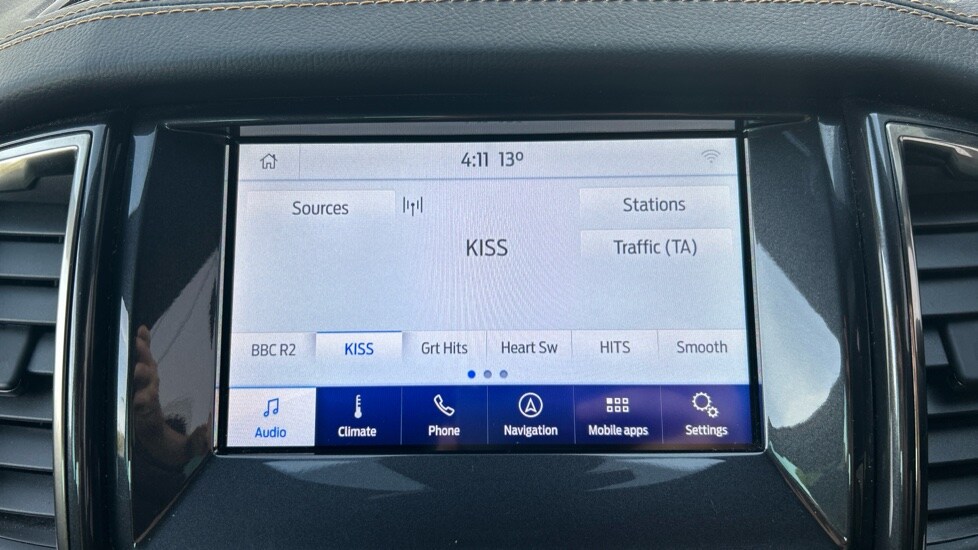 4:11 13°
Sources
Stations
KISS
Traffic (TA)
BBC R2 KISS Grt Hits Heart Sw HITS Smooth
Audio Climate Phone Navigation Mobile apps Settings